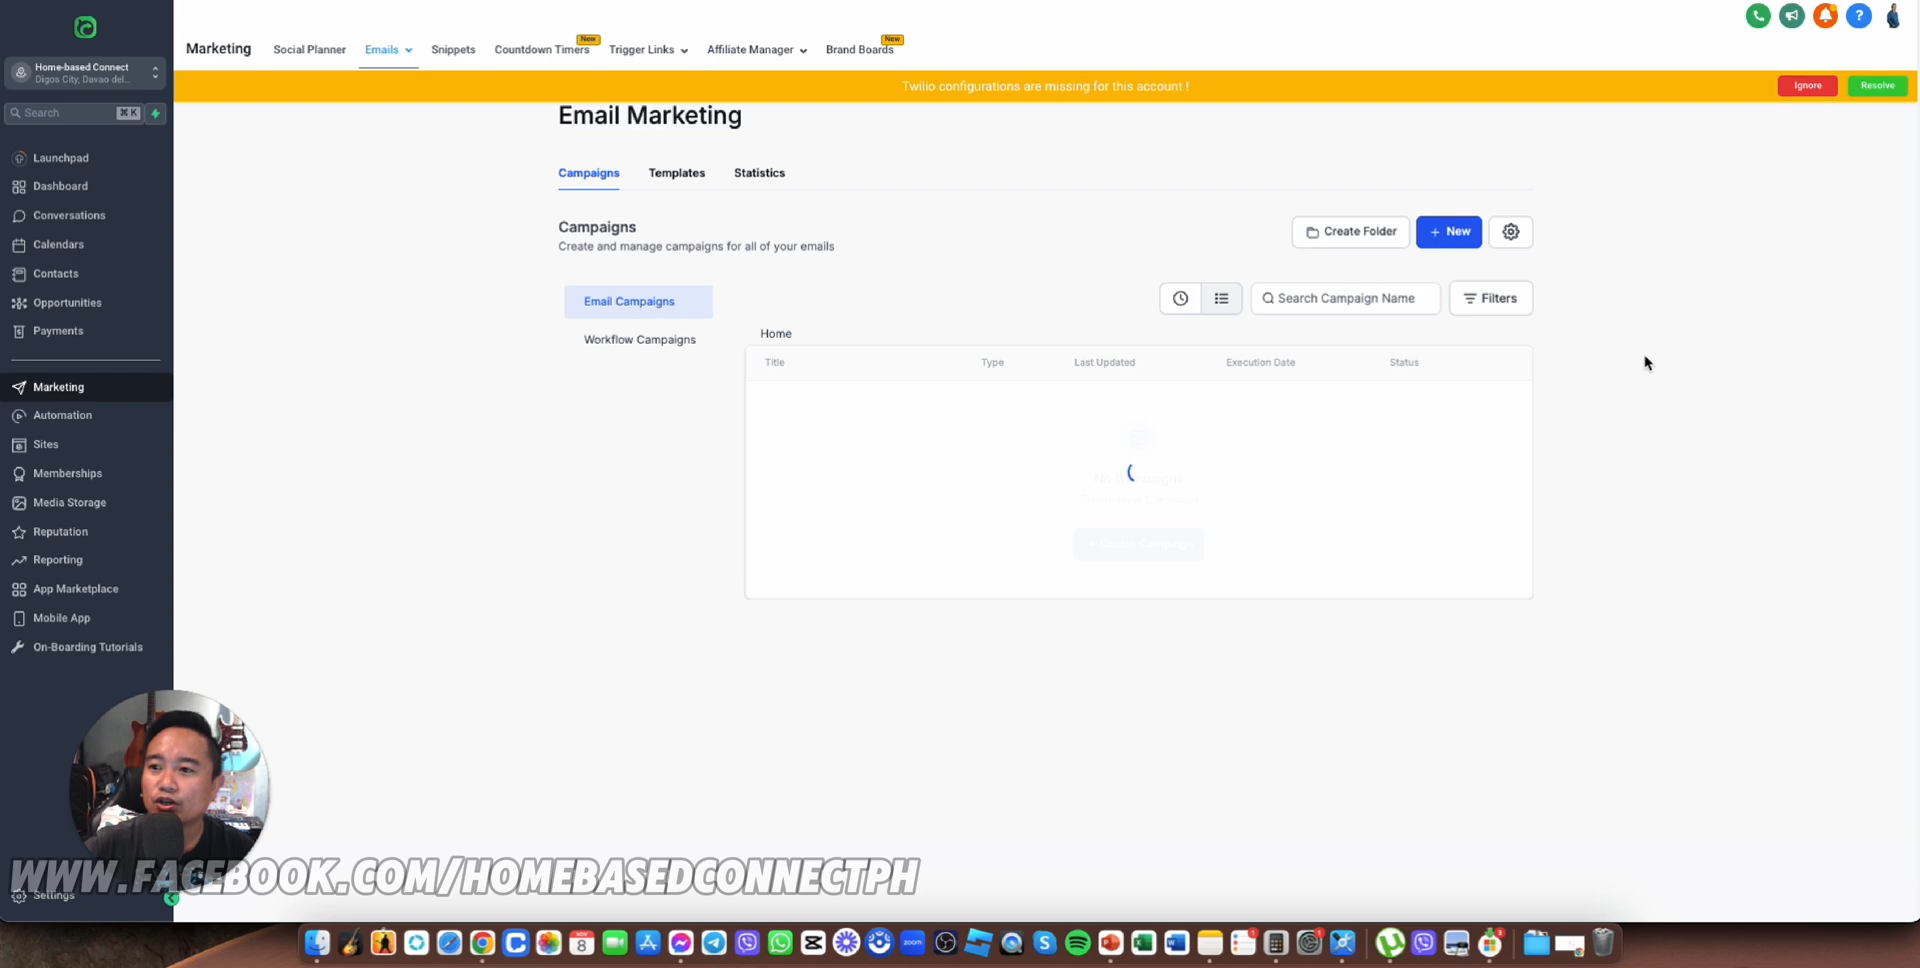 Home-based Connect
Digos City, Davao del...
Search
⌘ K
Launchpad
Dashboard
Conversations
Calendars
Contacts
Opportunities
Payments
Marketing
Automation
Sites
Memberships
Media Storage
Reputation
Reporting
App Marketplace
Mobile App
On-Boarding Tutorials
Settings
Marketing
Social Planner
Emails
Snippets
Countdown Timers
New
Trigger Links
Affiliate Manager
Brand Boards
New
Twilio configurations are missing for this account !
Ignore
Resolve
Email Marketing
Campaigns
Templates
Statistics
Campaigns
Create and manage campaigns for all of your emails
Create Folder
+ New
Email Campaigns
Workflow Campaigns
Search Campaign Name
Filters
Home
Title
Type
Last Updated
Execution Date
Status
WWW.FACEBOOK.COM/HOMEBASEDCONNECTPH
NOV
8
zoom